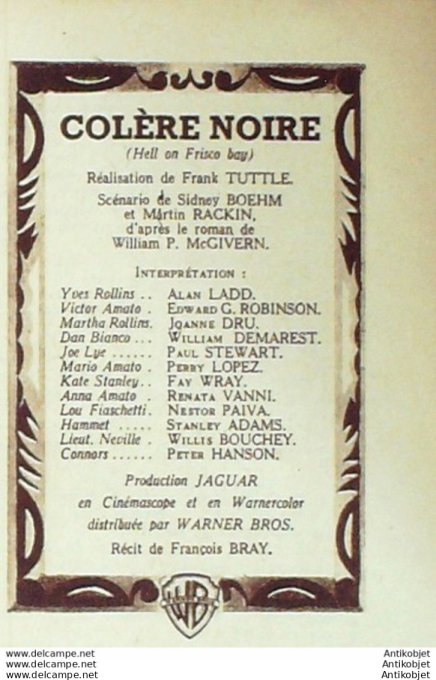 COLÈRE NOIRE
(Hell on Frisco bay)
Réalisation de Frank TUTTLE.
Scénario de Sidney BOEHM
et Martin RACKIN,
d'après le roman de
William P. McGIVERN.
INTERPRÉTATION :
Yves Rollins .. ALAN LADD.
Victor Amato . EDWARD G. ROBINSON.
Martha Rollins. JOANNE DRU.
Dan Bianco ... WILLIAM DEMAREST.
Joe Lye ...... PAUL STEWART.
Mario Amato . PERRY LOPEZ.
Kate Stanley.. FAY WRAY.
Anna Amato . RENATA VANNI.
Lou Fiaschetti. NESTOR PAIVA.
Hammet ..... STANLEY ADAMS.
Lieut. Neville . WILLIS BOUCHEY.
Connors ...... PETER HANSON.
Production JAGUAR
en Cinémascope et en Warnercolor
distribuée par WARNER BROS.
Récit de François BRAY.
WB
www.delcampe.net
www.delcampe.net
Antikobjet
Antikobjet